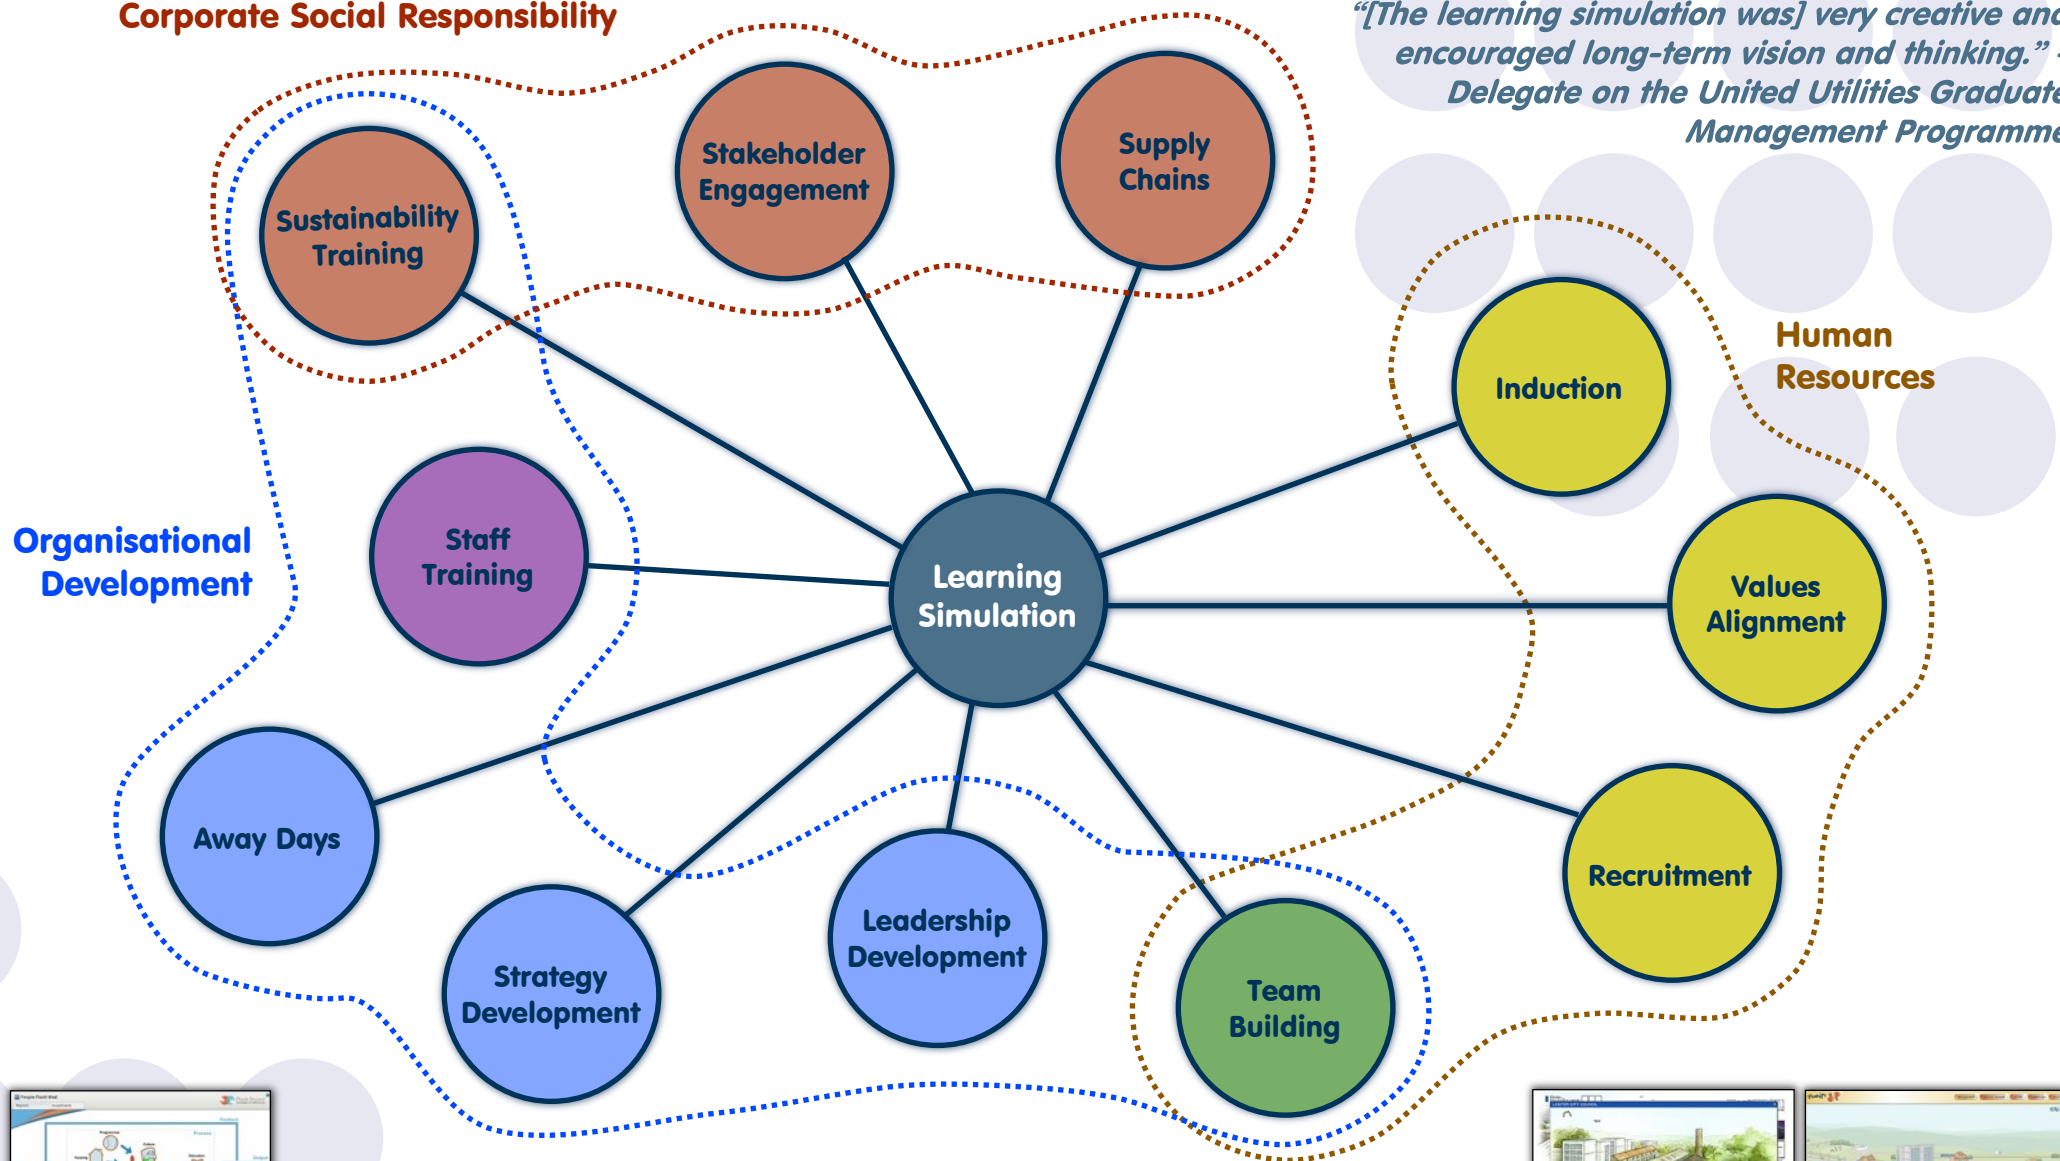 Corporate Social Responsibility
“[The learning simulation was] very creative and
encouraged long-term vision and thinking.” -
Delegate on the United Utilities Graduate
Management Programme
Stakeholder
Engagement
Supply
Chains
Sustainability
Training
Human
Resources
Induction
Organisational
Development
Staff
Training
Learning
Simulation
Values
Alignment
Away Days
Recruitment
Leadership
Development
Strategy
Development
Team
Building